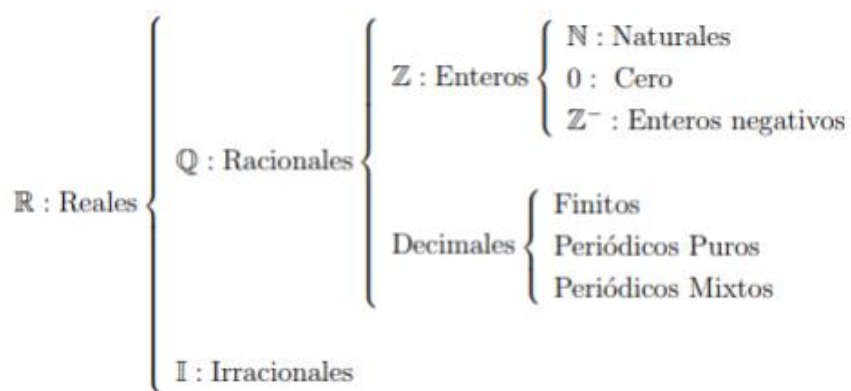 ℝ : Reales
ℚ : Racionales
ℤ : Enteros
ℕ : Naturales
0 : Cero
ℤ⁻ : Enteros negativos
Decimales
Finitos
Periódicos Puros
Periódicos Mixtos
𝕀 : Irracionales